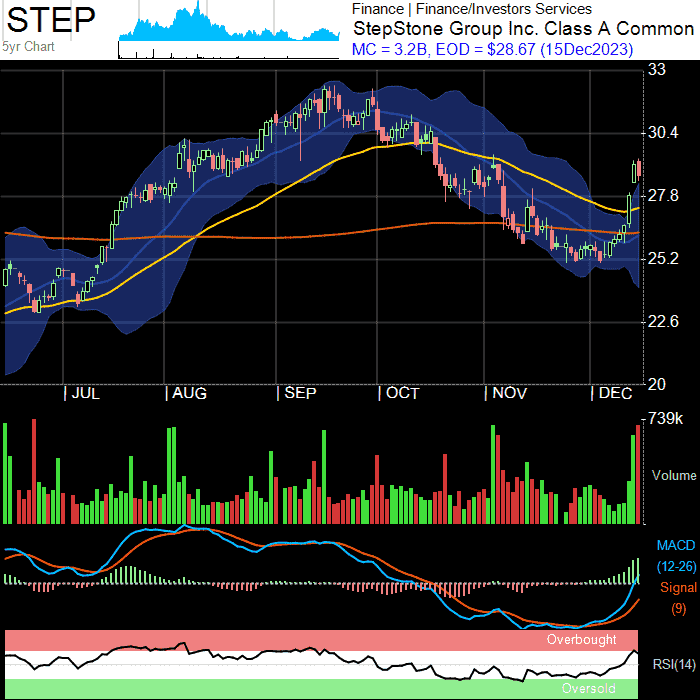 STEP
5yr Chart
Finance | Finance/Investors Services
StepStone Group Inc. Class A Common
MC = 3.2B, EOD = $28.67 (15Dec2023)
33
30.4
27.8
25.2
22.6
20
| JUL | AUG | SEP | OCT | NOV | DEC
739k
Volume
MACD
(12-26)
Signal
(9)
Overbought
RSI(14)
Oversold